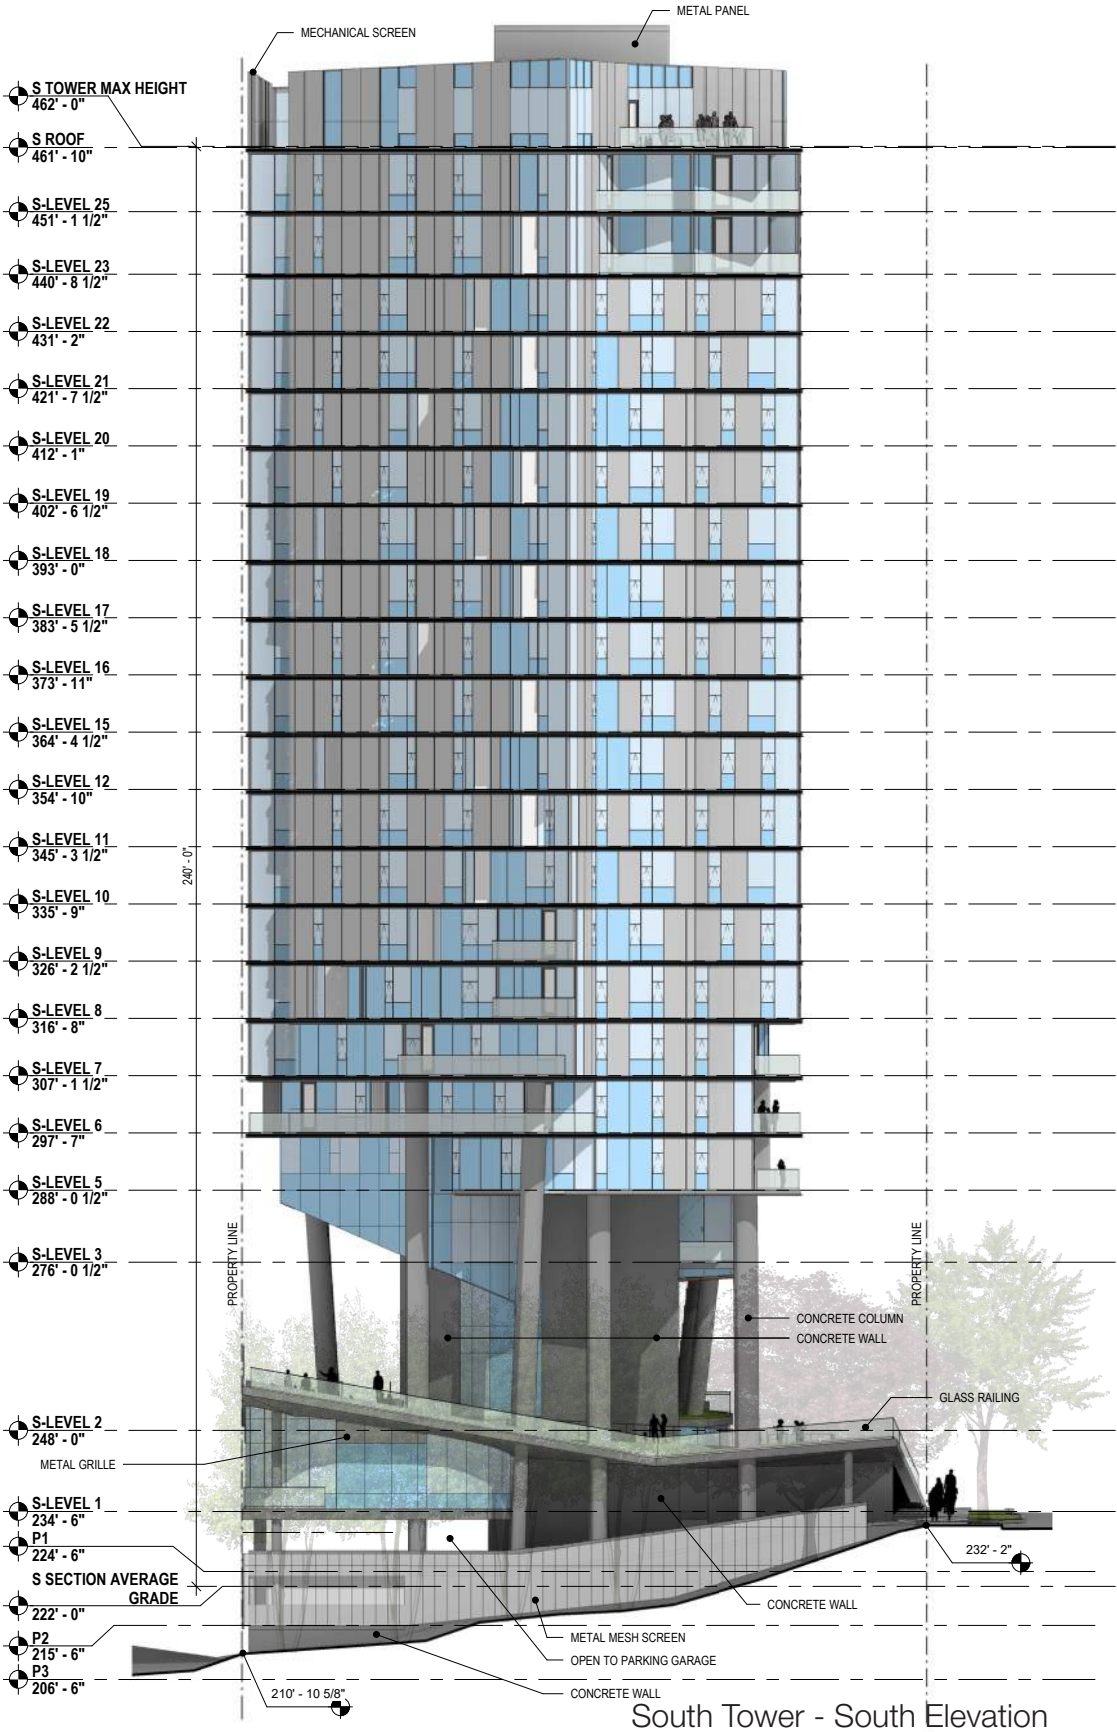 METAL PANEL
MECHANICAL SCREEN
S TOWER MAX HEIGHT
462' - 0"
S ROOF
461' - 10"
S-LEVEL 25
451' - 1 1/2"
S-LEVEL 23
440' - 8 1/2"
S-LEVEL 22
431' - 2"
S-LEVEL 21
421' - 7 1/2"
S-LEVEL 20
412' - 1"
S-LEVEL 19
402' - 6 1/2"
S-LEVEL 18
393' - 0"
S-LEVEL 17
383' - 5 1/2"
S-LEVEL 16
373' - 11"
S-LEVEL 15
364' - 4 1/2"
S-LEVEL 12
354' - 10"
S-LEVEL 11
345' - 3 1/2"
240' - 0"
S-LEVEL 10
335' - 9"
S-LEVEL 9
326' - 2 1/2"
S-LEVEL 8
316' - 8"
S-LEVEL 7
307' - 1 1/2"
S-LEVEL 6
297' - 7"
S-LEVEL 5
288' - 0 1/2"
S-LEVEL 3
276' - 0 1/2"
PROPERTY LINE
PROPERTY LINE
CONCRETE COLUMN
CONCRETE WALL
GLASS RAILING
S-LEVEL 2
248' - 0"
METAL GRILLE
S-LEVEL 1
234' - 6"
P1
224' - 6"
232' - 2"
S SECTION AVERAGE
GRADE
222' - 0"
CONCRETE WALL
P2
215' - 6"
METAL MESH SCREEN
OPEN TO PARKING GARAGE
P3
206' - 6"
210' - 10 5/8"
CONCRETE WALL
South Tower - South Elevation